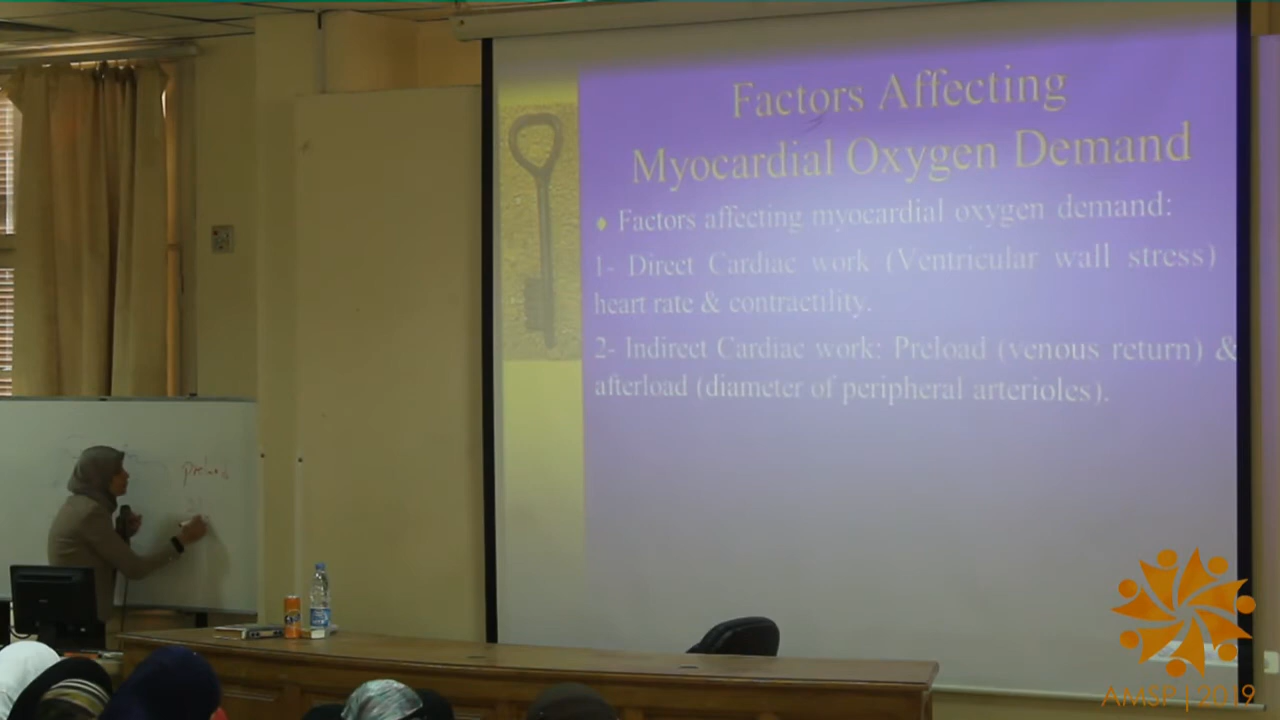 Factors Affecting
Myocardial Oxygen Demand
Factors affecting myocardial oxygen demand:
1- Direct Cardiac work (Ventricular wall stress)
heart rate & contractility.
2- Indirect Cardiac work: Preload (venous return) &
afterload (diameter of peripheral arterioles).
preload
AMSP | 2019